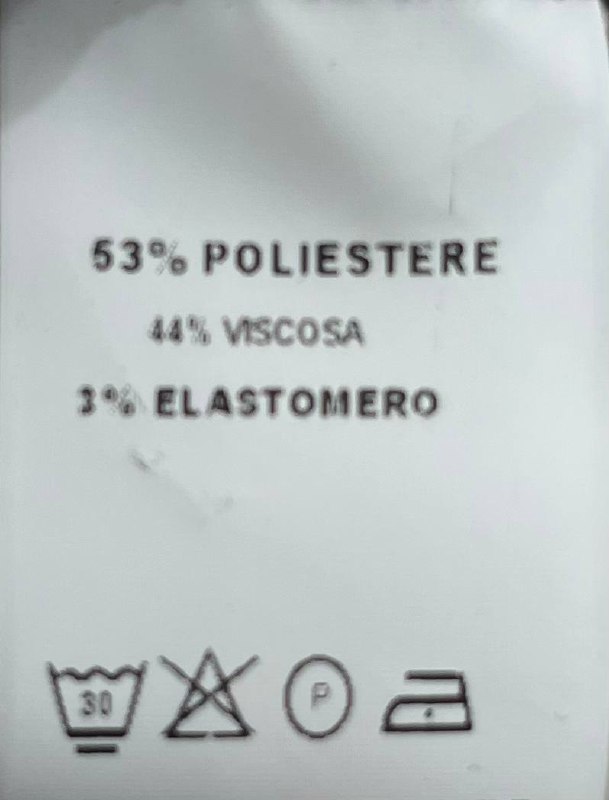 53% POLIESTERE
44% VISCOSA
3% ELASTOMERO
30 P